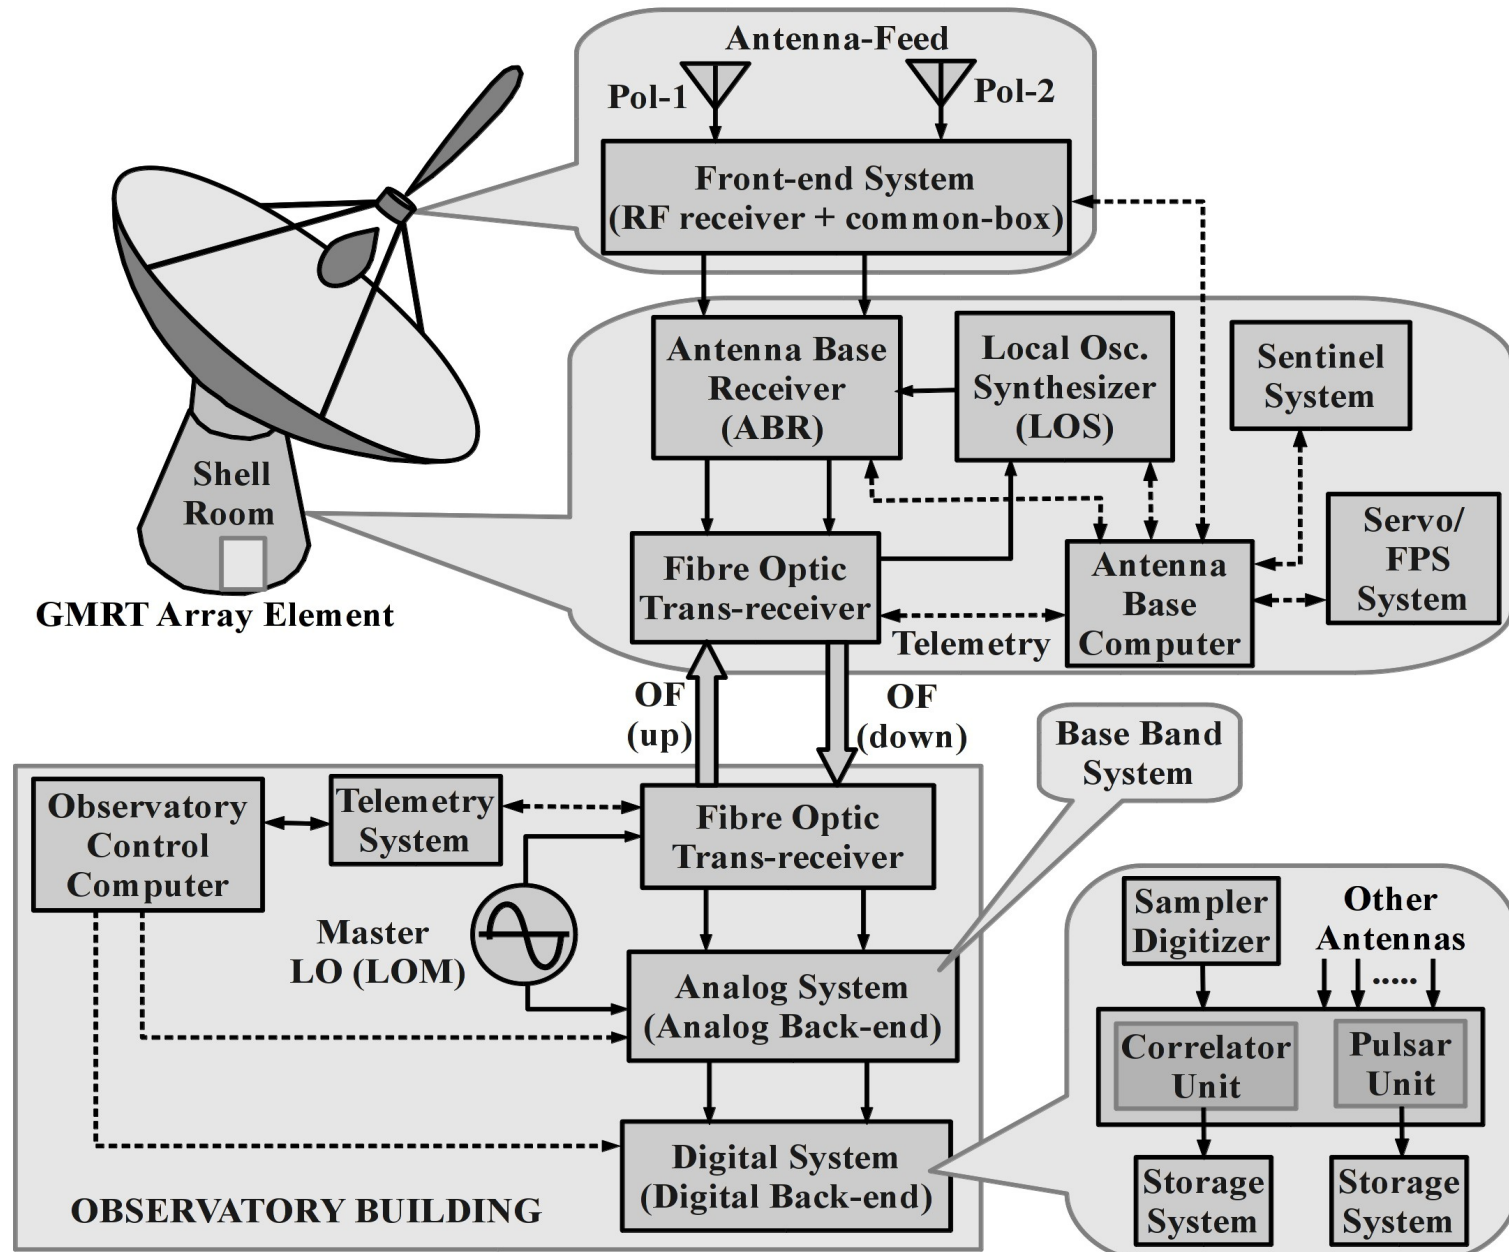 Antenna-Feed
Pol-1
Pol-2
Front-end System
(RF receiver + common-box)
Antenna Base
Receiver
(ABR)
Local Osc.
Synthesizer
(LOS)
Sentinel
System
Shell
Room
GMRT Array Element
Servo/
FPS
System
Fibre Optic
Trans-receiver
Telemetry
Antenna
Base
Computer
OF
(up)
OF
(down)
Base Band
System
Observatory
Control
Computer
Telemetry
System
Fibre Optic
Trans-receiver
Master
LO (LOM)
Analog System
(Analog Back-end)
Digital System
(Digital Back-end)
OBSERVATORY BUILDING
Sampler
Digitizer
Other
Antennas
.....
Correlator
Unit
Pulsar
Unit
Storage
System
Storage
System